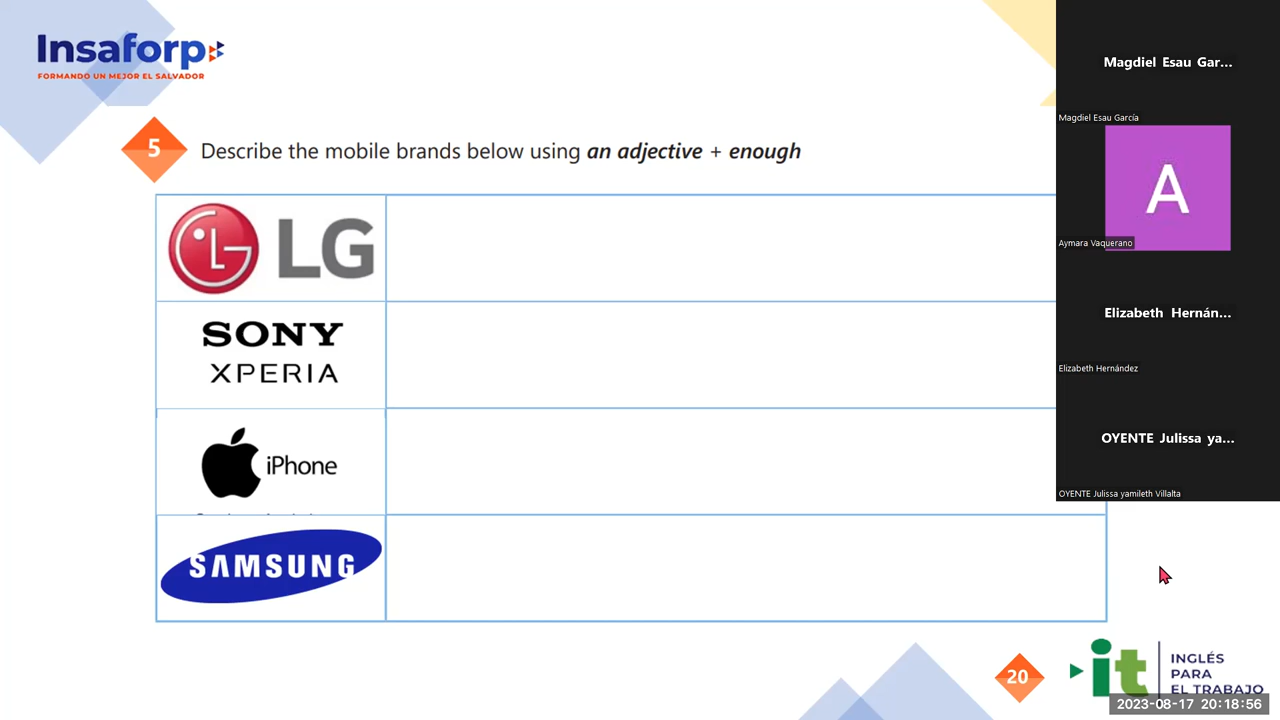 Insaforp
FORMANDO UN MEJOR EL SALVADOR
5
Describe the mobile brands below using an adjective + enough
LG
SONY
XPERIA
iPhone
SAMSUNG
20
it
INGLÉS
PARA
EL TRABAJO
2023-08-17 20:18:56
Magdiel Esau Gar...
Magdiel Esau García
A
Aymara Vaquerano
Elizabeth Hernán...
Elizabeth Hernández
OYENTE Julissa ya...
OYENTE Julissa yamileth Villalta